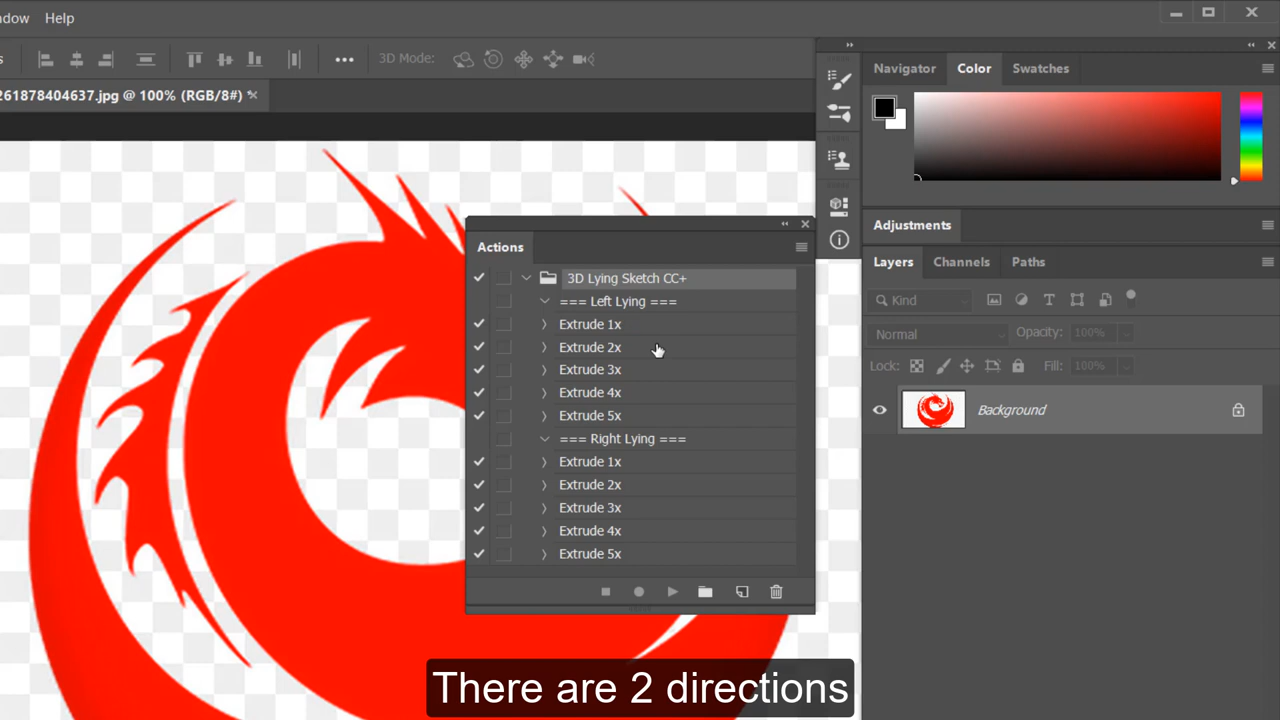 ndow Help
s
3D Mode:
261878404637.jpg @ 100% (RGB/8#) *
Navigator Color Swatches
Adjustments
Layers Channels Paths
Kind
Normal Opacity: 100%
Lock: Fill: 100%
Background
Actions
3D Lying Sketch CC+
=== Left Lying ===
Extrude 1x
Extrude 2x
Extrude 3x
Extrude 4x
Extrude 5x
=== Right Lying ===
Extrude 1x
Extrude 2x
Extrude 3x
Extrude 4x
Extrude 5x
There are 2 directions